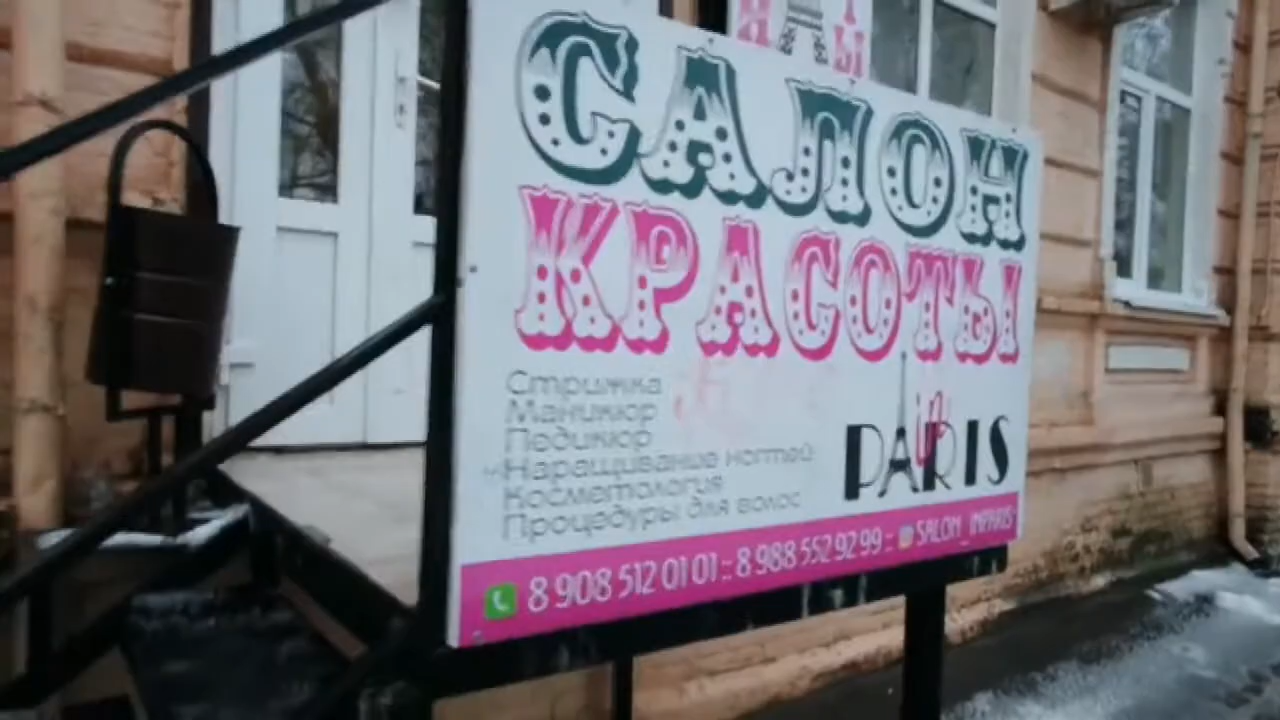 САЛОН
КРАСОТЫ
Стрижка
Маникюр
Педикюр
Наращивание ногтей
Косметология
Процедуры для волос
in
PARIS
8 908 512 01 01 :: 8 988 552 92 99 :: SALON_INPARIS